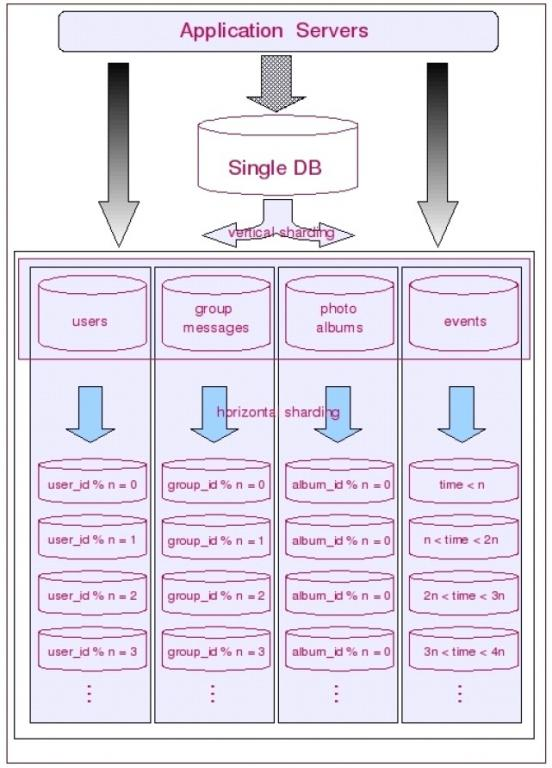 Application Servers
Single DB
vertical sharding
users
group
messages
photo
albums
events
horizontal sharding
user_id % n = 0
group_id % n = 0
album_id % n = 0
time < n
user_id % n = 1
group_id % n = 1
album_id % n = 0
n < time < 2n
user_id % n = 2
group_id % n = 2
album_id % n = 0
2n < time < 3n
user_id % n = 3
group_id % n = 3
album_id % n = 0
3n < time < 4n